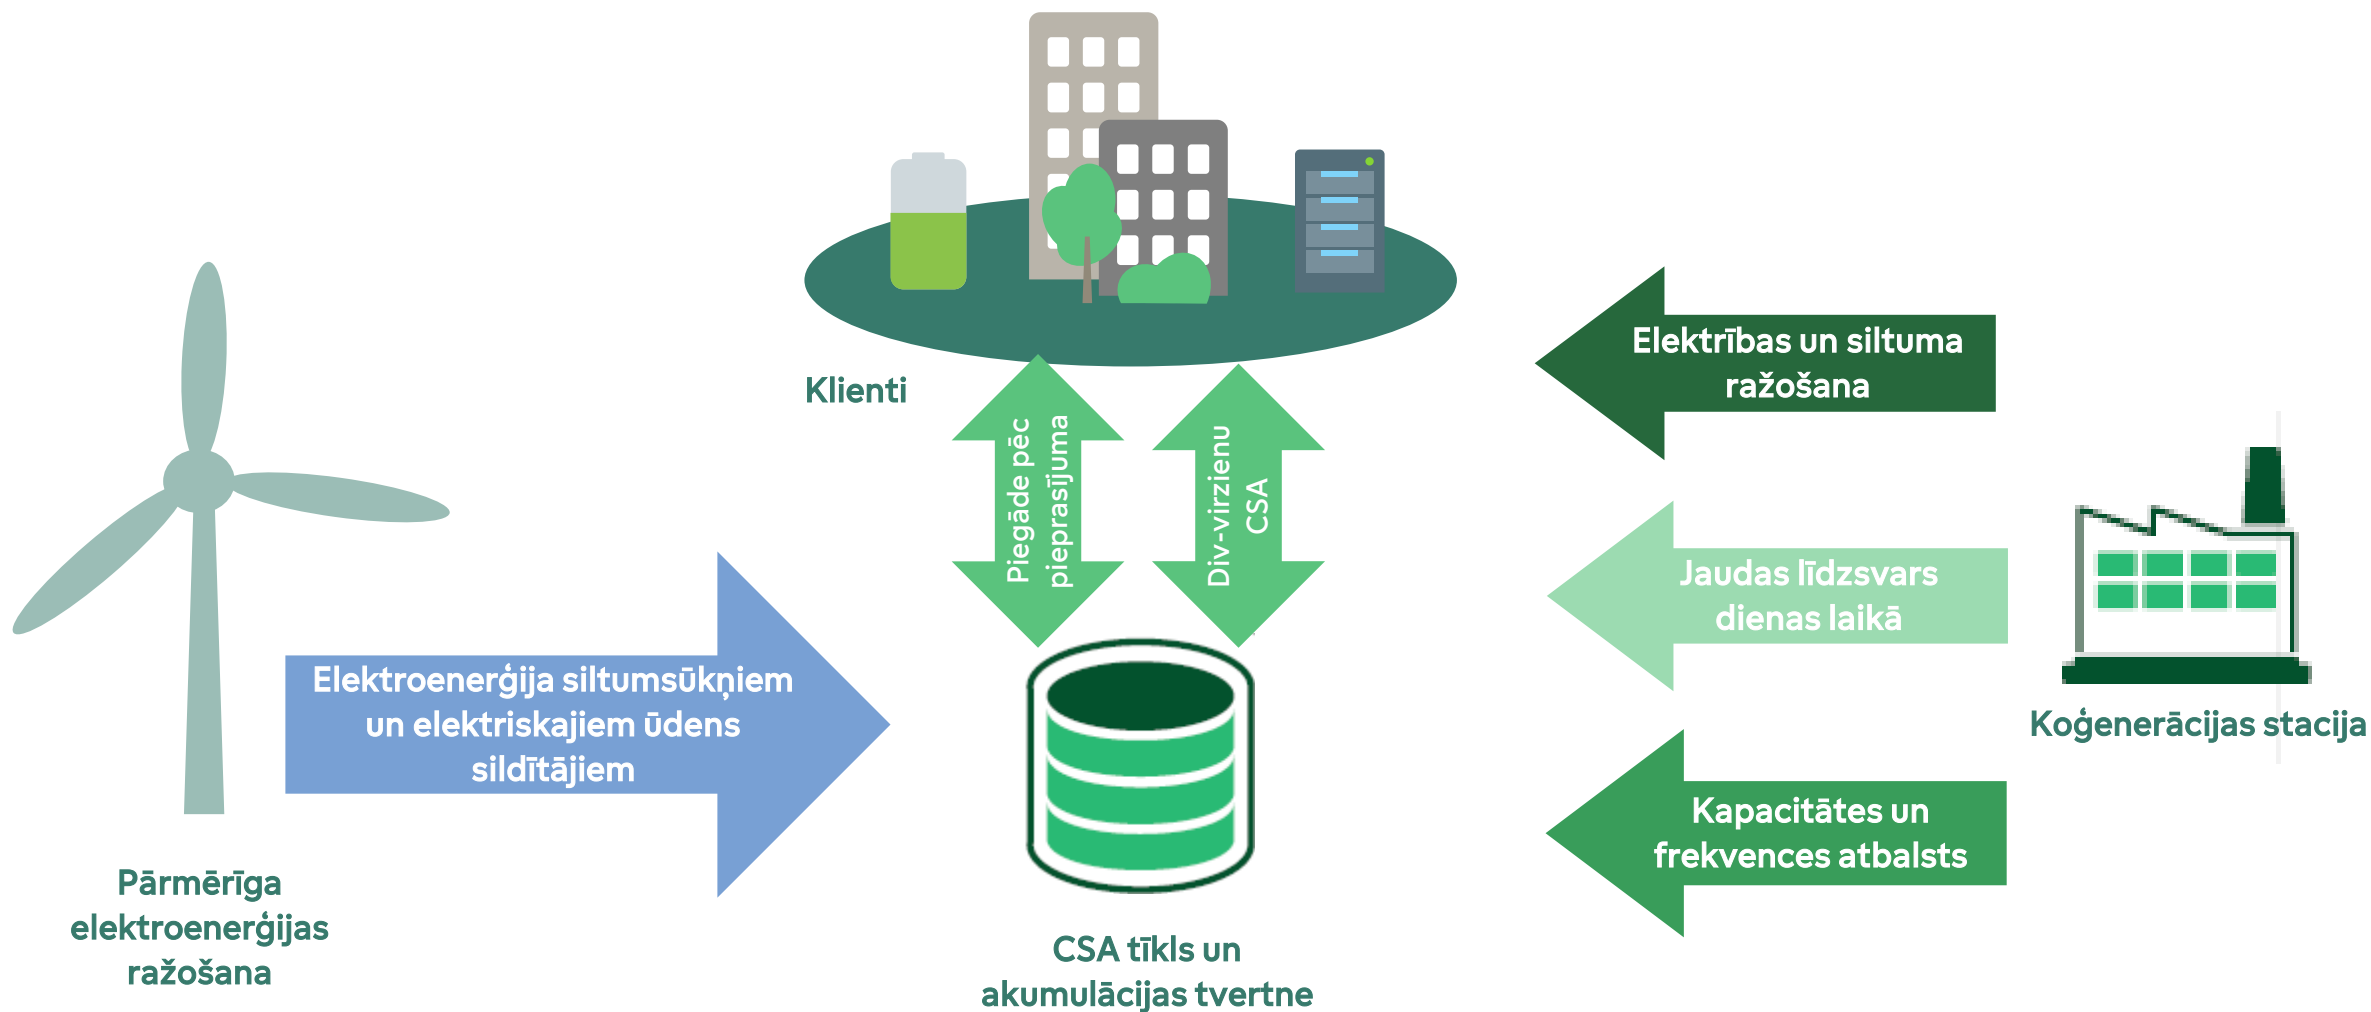 Klienti
Piegāde pēc
pieprasījuma
Div-virzienu
CSA
Elektrības un siltuma
ražošana
Jaudas līdzsvars
dienas laikā
Kapacitātes un
frekvences atbalsts
Koģenerācijas stacija
Elektroenerģija siltumsūkņiem
un elektriskajiem ūdens
sildītājiem
Pārmērīga
elektroenerģijas
ražošana
CSA tīkls un
akumulācijas tvertne